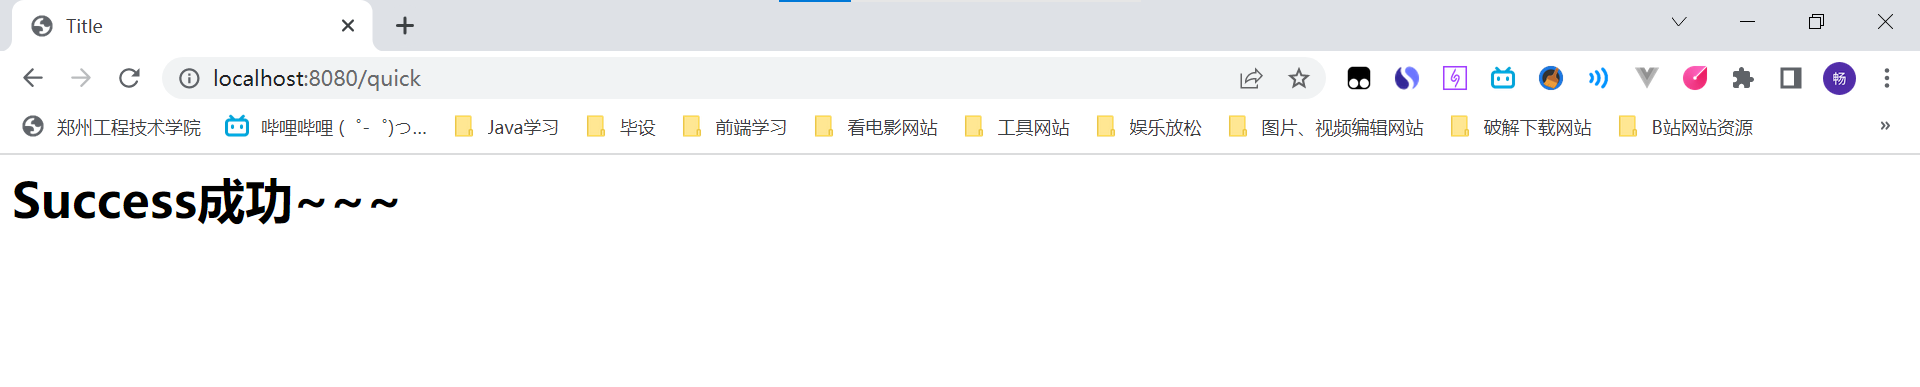 Title
localhost:8080/quick
畅
郑州工程技术学院 哔哩哔哩 (゜-゜)つ... Java学习 毕设 前端学习 看电影网站 工具网站 娱乐放松 图片、视频编辑网站 破解下载网站 B站网站资源 »
Success成功~~~